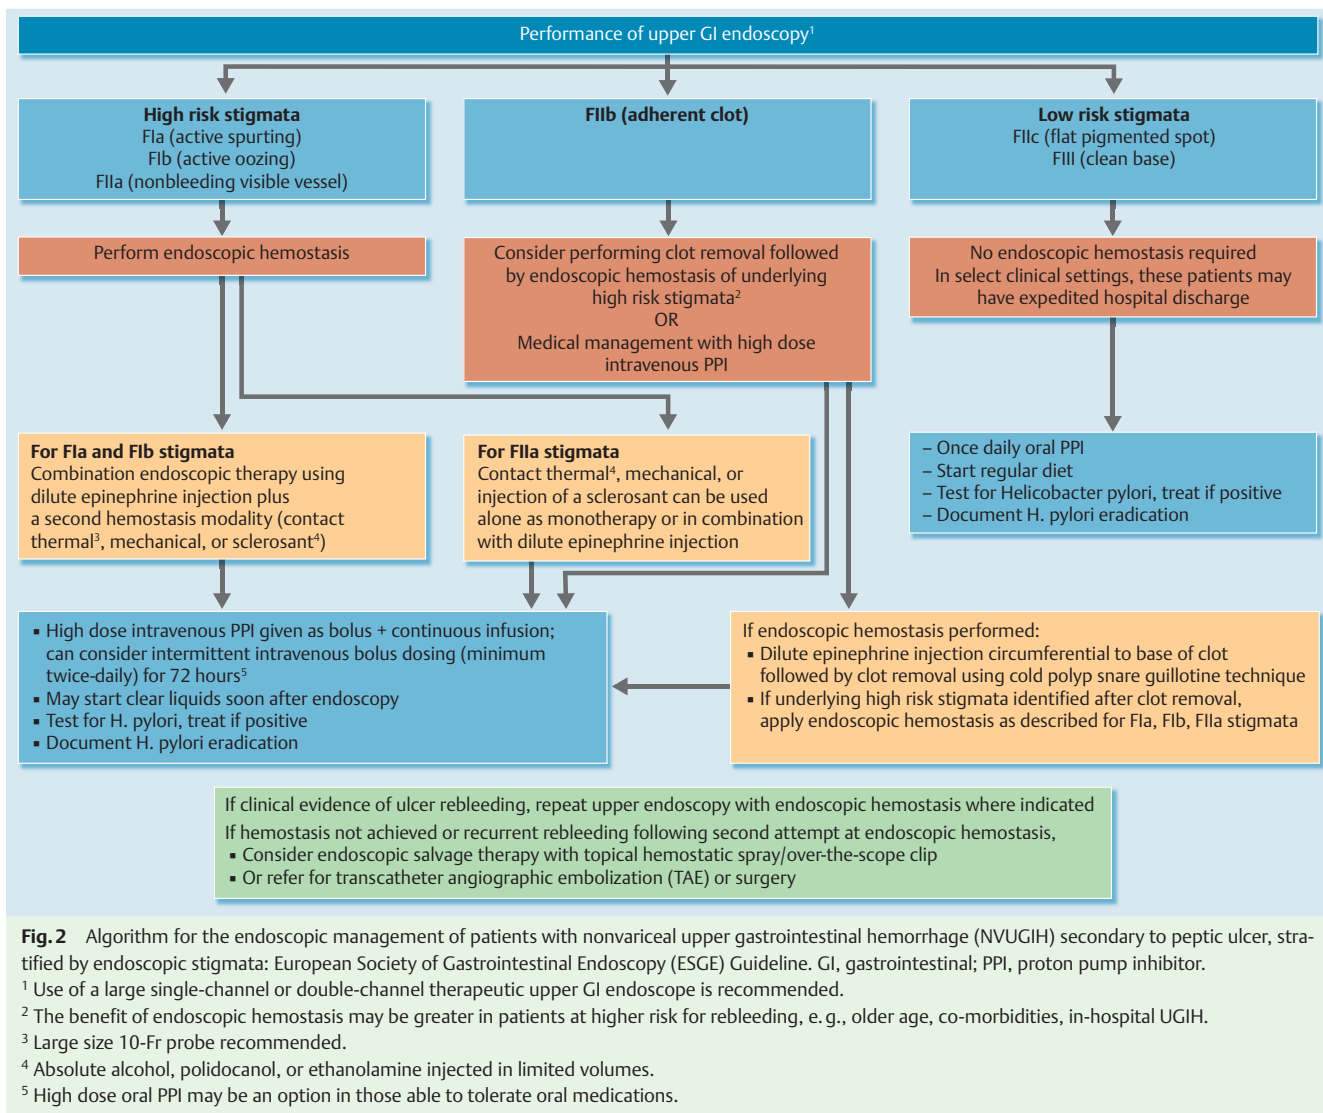 Performance of upper GI endoscopy¹
High risk stigmata
FIa (active spurting)
FIb (active oozing)
FIIa (nonbleeding visible vessel)
FIIb (adherent clot)
Low risk stigmata
FIIc (flat pigmented spot)
FIII (clean base)
Perform endoscopic hemostasis
Consider performing clot removal followed
by endoscopic hemostasis of underlying
high risk stigmata²
OR
Medical management with high dose
intravenous PPI
No endoscopic hemostasis required
In select clinical settings, these patients may
have expedited hospital discharge
For FIa and FIb stigmata
Combination endoscopic therapy using
dilute epinephrine injection plus
a second hemostasis modality (contact
thermal³, mechanical, or sclerosant⁴)
For FIIa stigmata
Contact thermal⁴, mechanical, or
injection of a sclerosant can be used
alone as monotherapy or in combination
with dilute epinephrine injection
– Once daily oral PPI
– Start regular diet
– Test for Helicobacter pylori, treat if positive
– Document H. pylori eradication
▪ High dose intravenous PPI given as bolus + continuous infusion;
can consider intermittent intravenous bolus dosing (minimum
twice-daily) for 72 hours⁵
▪ May start clear liquids soon after endoscopy
▪ Test for H. pylori, treat if positive
▪ Document H. pylori eradication
If endoscopic hemostasis performed:
▪ Dilute epinephrine injection circumferential to base of clot
followed by clot removal using cold polyp snare guillotine technique
▪ If underlying high risk stigmata identified after clot removal,
apply endoscopic hemostasis as described for FIa, FIb, FIIa stigmata
If clinical evidence of ulcer rebleeding, repeat upper endoscopy with endoscopic hemostasis where indicated
If hemostasis not achieved or recurrent rebleeding following second attempt at endoscopic hemostasis,
▪ Consider endoscopic salvage therapy with topical hemostatic spray/over-the-scope clip
▪ Or refer for transcatheter angiographic embolization (TAE) or surgery
Fig. 2 Algorithm for the endoscopic management of patients with nonvariceal upper gastrointestinal hemorrhage (NVUGIH) secondary to peptic ulcer, stra-
tified by endoscopic stigmata: European Society of Gastrointestinal Endoscopy (ESGE) Guideline. GI, gastrointestinal; PPI, proton pump inhibitor.
¹ Use of a large single-channel or double-channel therapeutic upper GI endoscope is recommended.
² The benefit of endoscopic hemostasis may be greater in patients at higher risk for rebleeding, e. g., older age, co-morbidities, in-hospital UGIH.
³ Large size 10-Fr probe recommended.
⁴ Absolute alcohol, polidocanol, or ethanolamine injected in limited volumes.
⁵ High dose oral PPI may be an option in those able to tolerate oral medications.